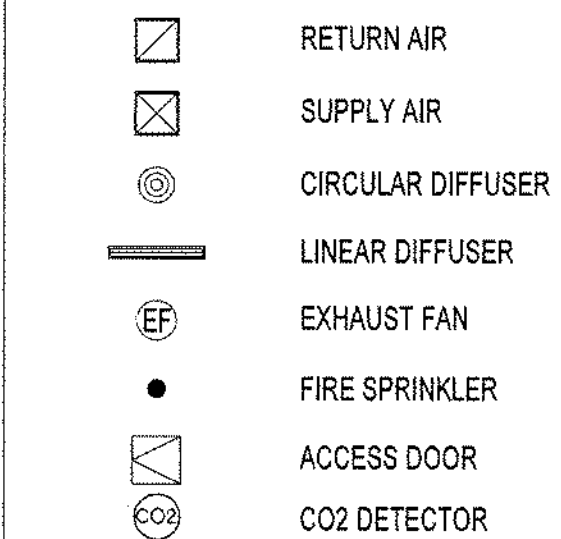 RETURN AIR
SUPPLY AIR
CIRCULAR DIFFUSER
LINEAR DIFFUSER
EF EXHAUST FAN
FIRE SPRINKLER
ACCESS DOOR
CO2 CO2 DETECTOR